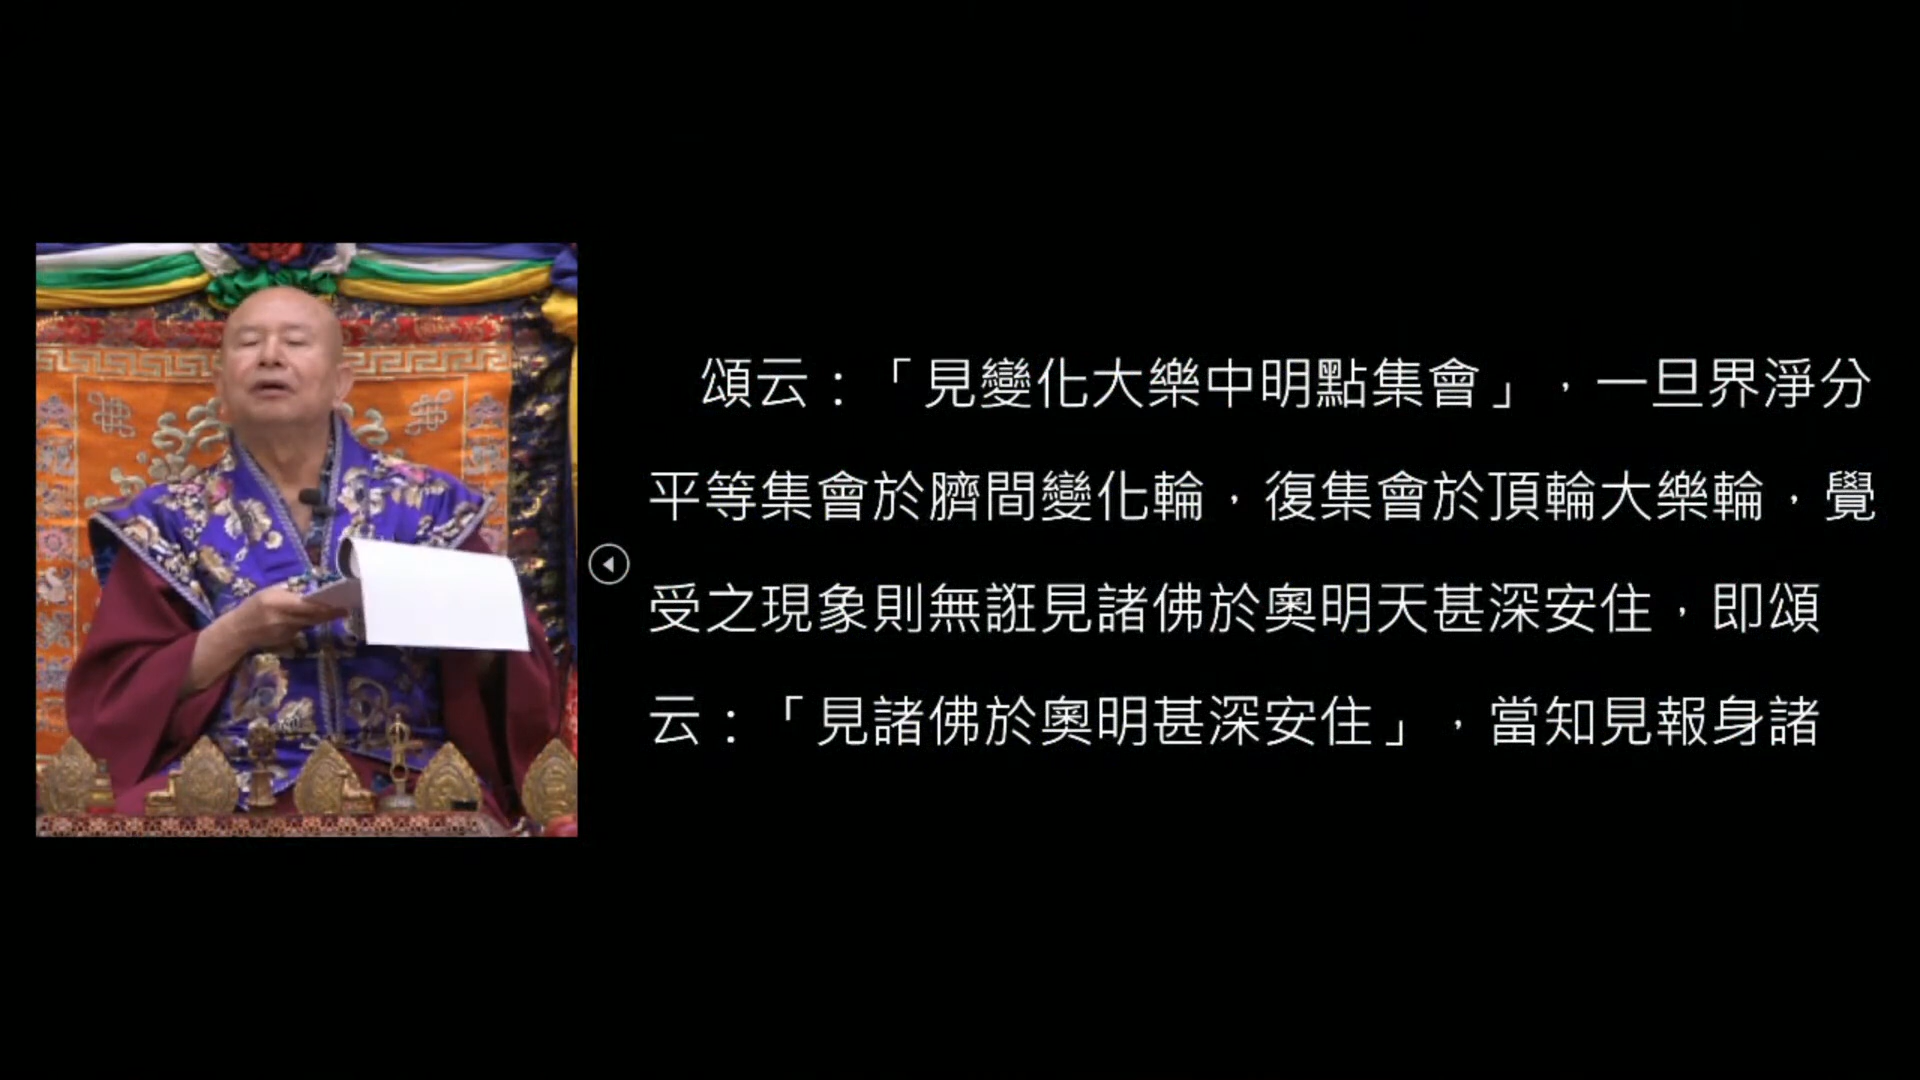 頌云：「見變化大樂中明點集會」，一旦界淨分
平等集會於臍間變化輪，復集會於頂輪大樂輪，覺
受之現象則無誑見諸佛於奧明天甚深安住，即頌
云：「見諸佛於奧明甚深安住」，當知見報身諸